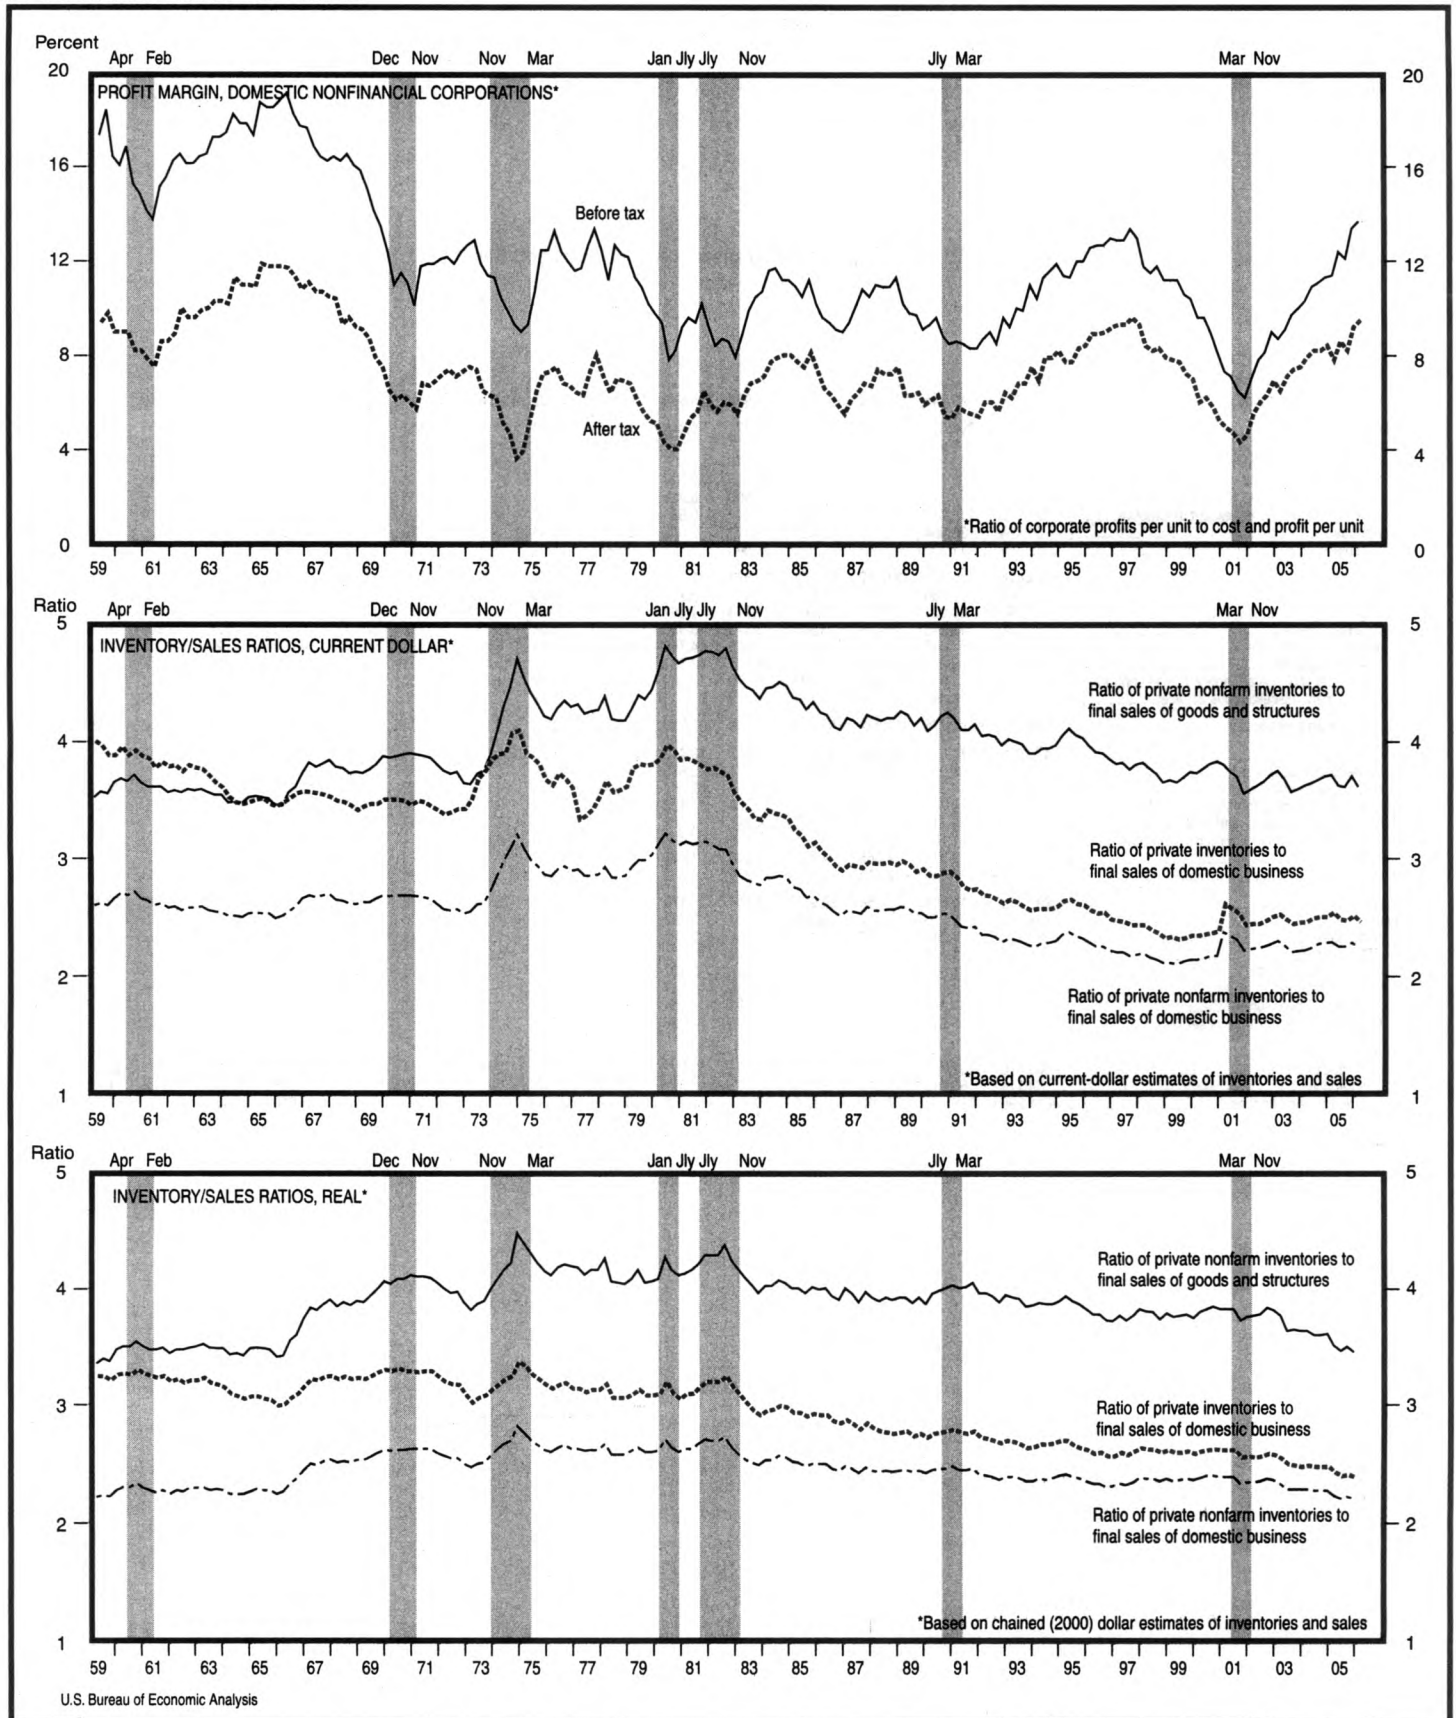 Percent
Apr Feb Dec Nov Nov Mar Jan Jly Jly Nov Jly Mar Mar Nov
20 20
PROFIT MARGIN, DOMESTIC NONFINANCIAL CORPORATIONS*
16 16
Before tax
12 12
8 8
After tax
4 4
*Ratio of corporate profits per unit to cost and profit per unit
0 0
59 61 63 65 67 69 71 73 75 77 79 81 83 85 87 89 91 93 95 97 99 01 03 05
Ratio
Apr Feb Dec Nov Nov Mar Jan Jly Jly Nov Jly Mar Mar Nov
5 5
INVENTORY/SALES RATIOS, CURRENT DOLLAR*
Ratio of private nonfarm inventories to
final sales of goods and structures
4 4
Ratio of private inventories to
final sales of domestic business
3 3
2 2
Ratio of private nonfarm inventories to
final sales of domestic business
*Based on current-dollar estimates of inventories and sales
1 1
59 61 63 65 67 69 71 73 75 77 79 81 83 85 87 89 91 93 95 97 99 01 03 05
Ratio
Apr Feb Dec Nov Nov Mar Jan Jly Jly Nov Jly Mar Mar Nov
5 5
INVENTORY/SALES RATIOS, REAL*
Ratio of private nonfarm inventories to
final sales of goods and structures
4 4
3 3
Ratio of private inventories to
final sales of domestic business
Ratio of private nonfarm inventories to
final sales of domestic business
2 2
*Based on chained (2000) dollar estimates of inventories and sales
1 1
59 61 63 65 67 69 71 73 75 77 79 81 83 85 87 89 91 93 95 97 99 01 03 05
U.S. Bureau of Economic Analysis